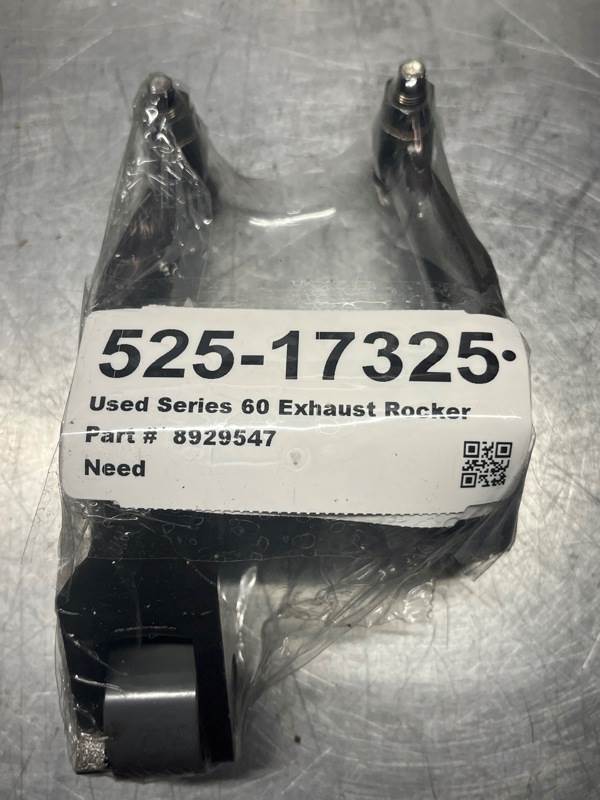 525-17325•
Used Series 60 Exhaust Rocker
Part # 8929547
Need